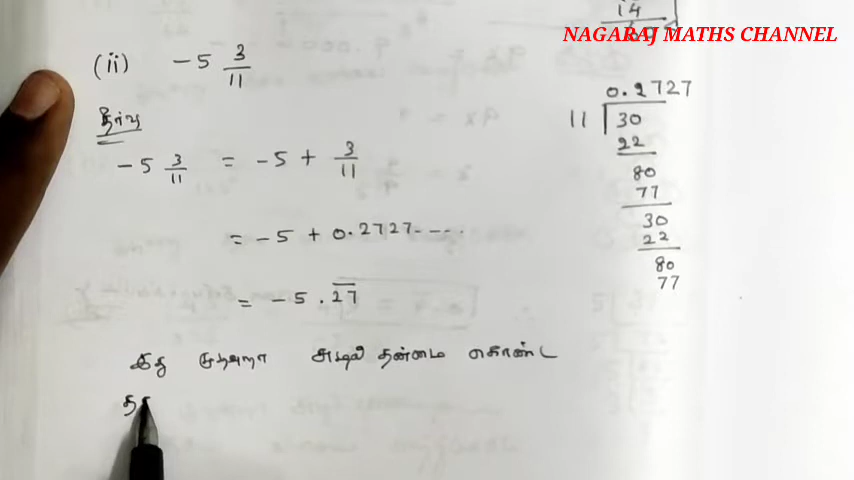 14
NAGARAJ MATHS CHANNEL
(ii) -5 3/11
தீர்வு
-5 3/11 = -5 + 3/11
= -5 + 0.2727-----.
= -5.2̅7̅
இது முடிவுறா சுழல் தன்மை கொண்ட
த
0.2727
11 30
22
80
77
30
22
80
77